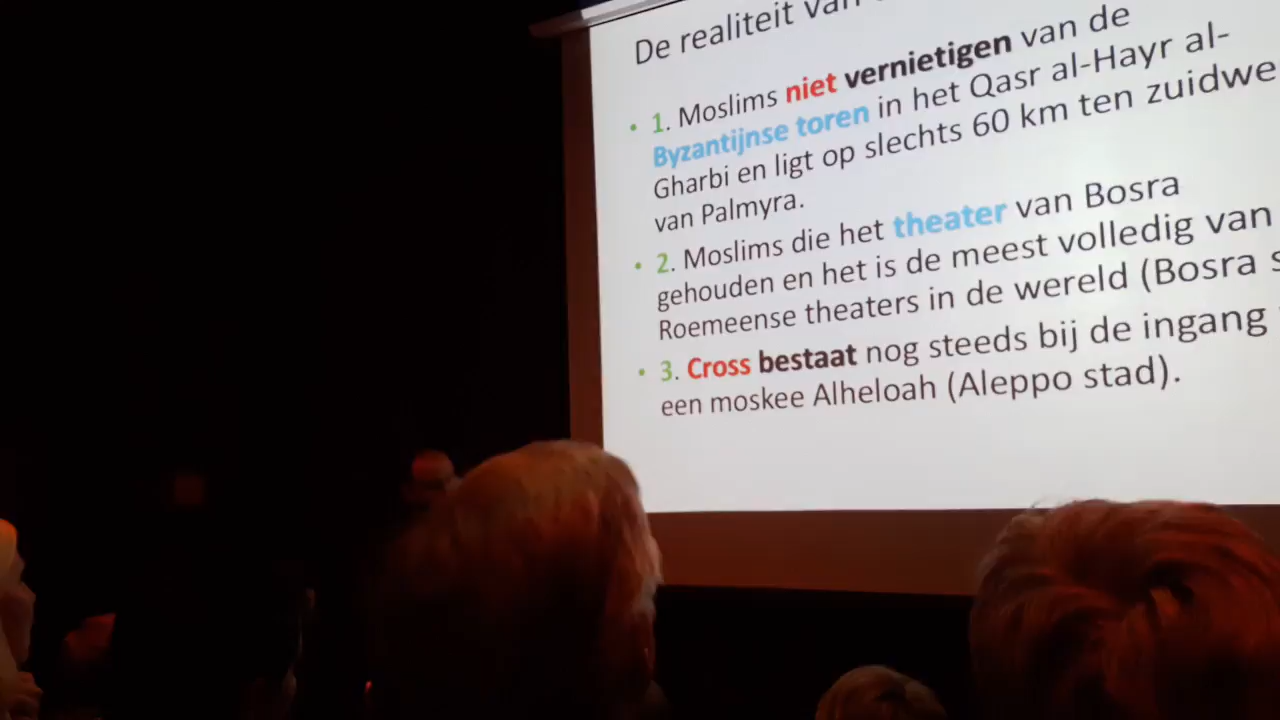 De realiteit van
• 1. Moslims niet vernietigen van de
Byzantijnse toren in het Qasr al-Hayr al-
Gharbi en ligt op slechts 60 km ten zuidwe
van Palmyra.
• 2. Moslims die het theater van Bosra
gehouden en het is de meest volledig van
Roemeense theaters in de wereld (Bosra s
• 3. Cross bestaat nog steeds bij de ingang
een moskee Alheloah (Aleppo stad).